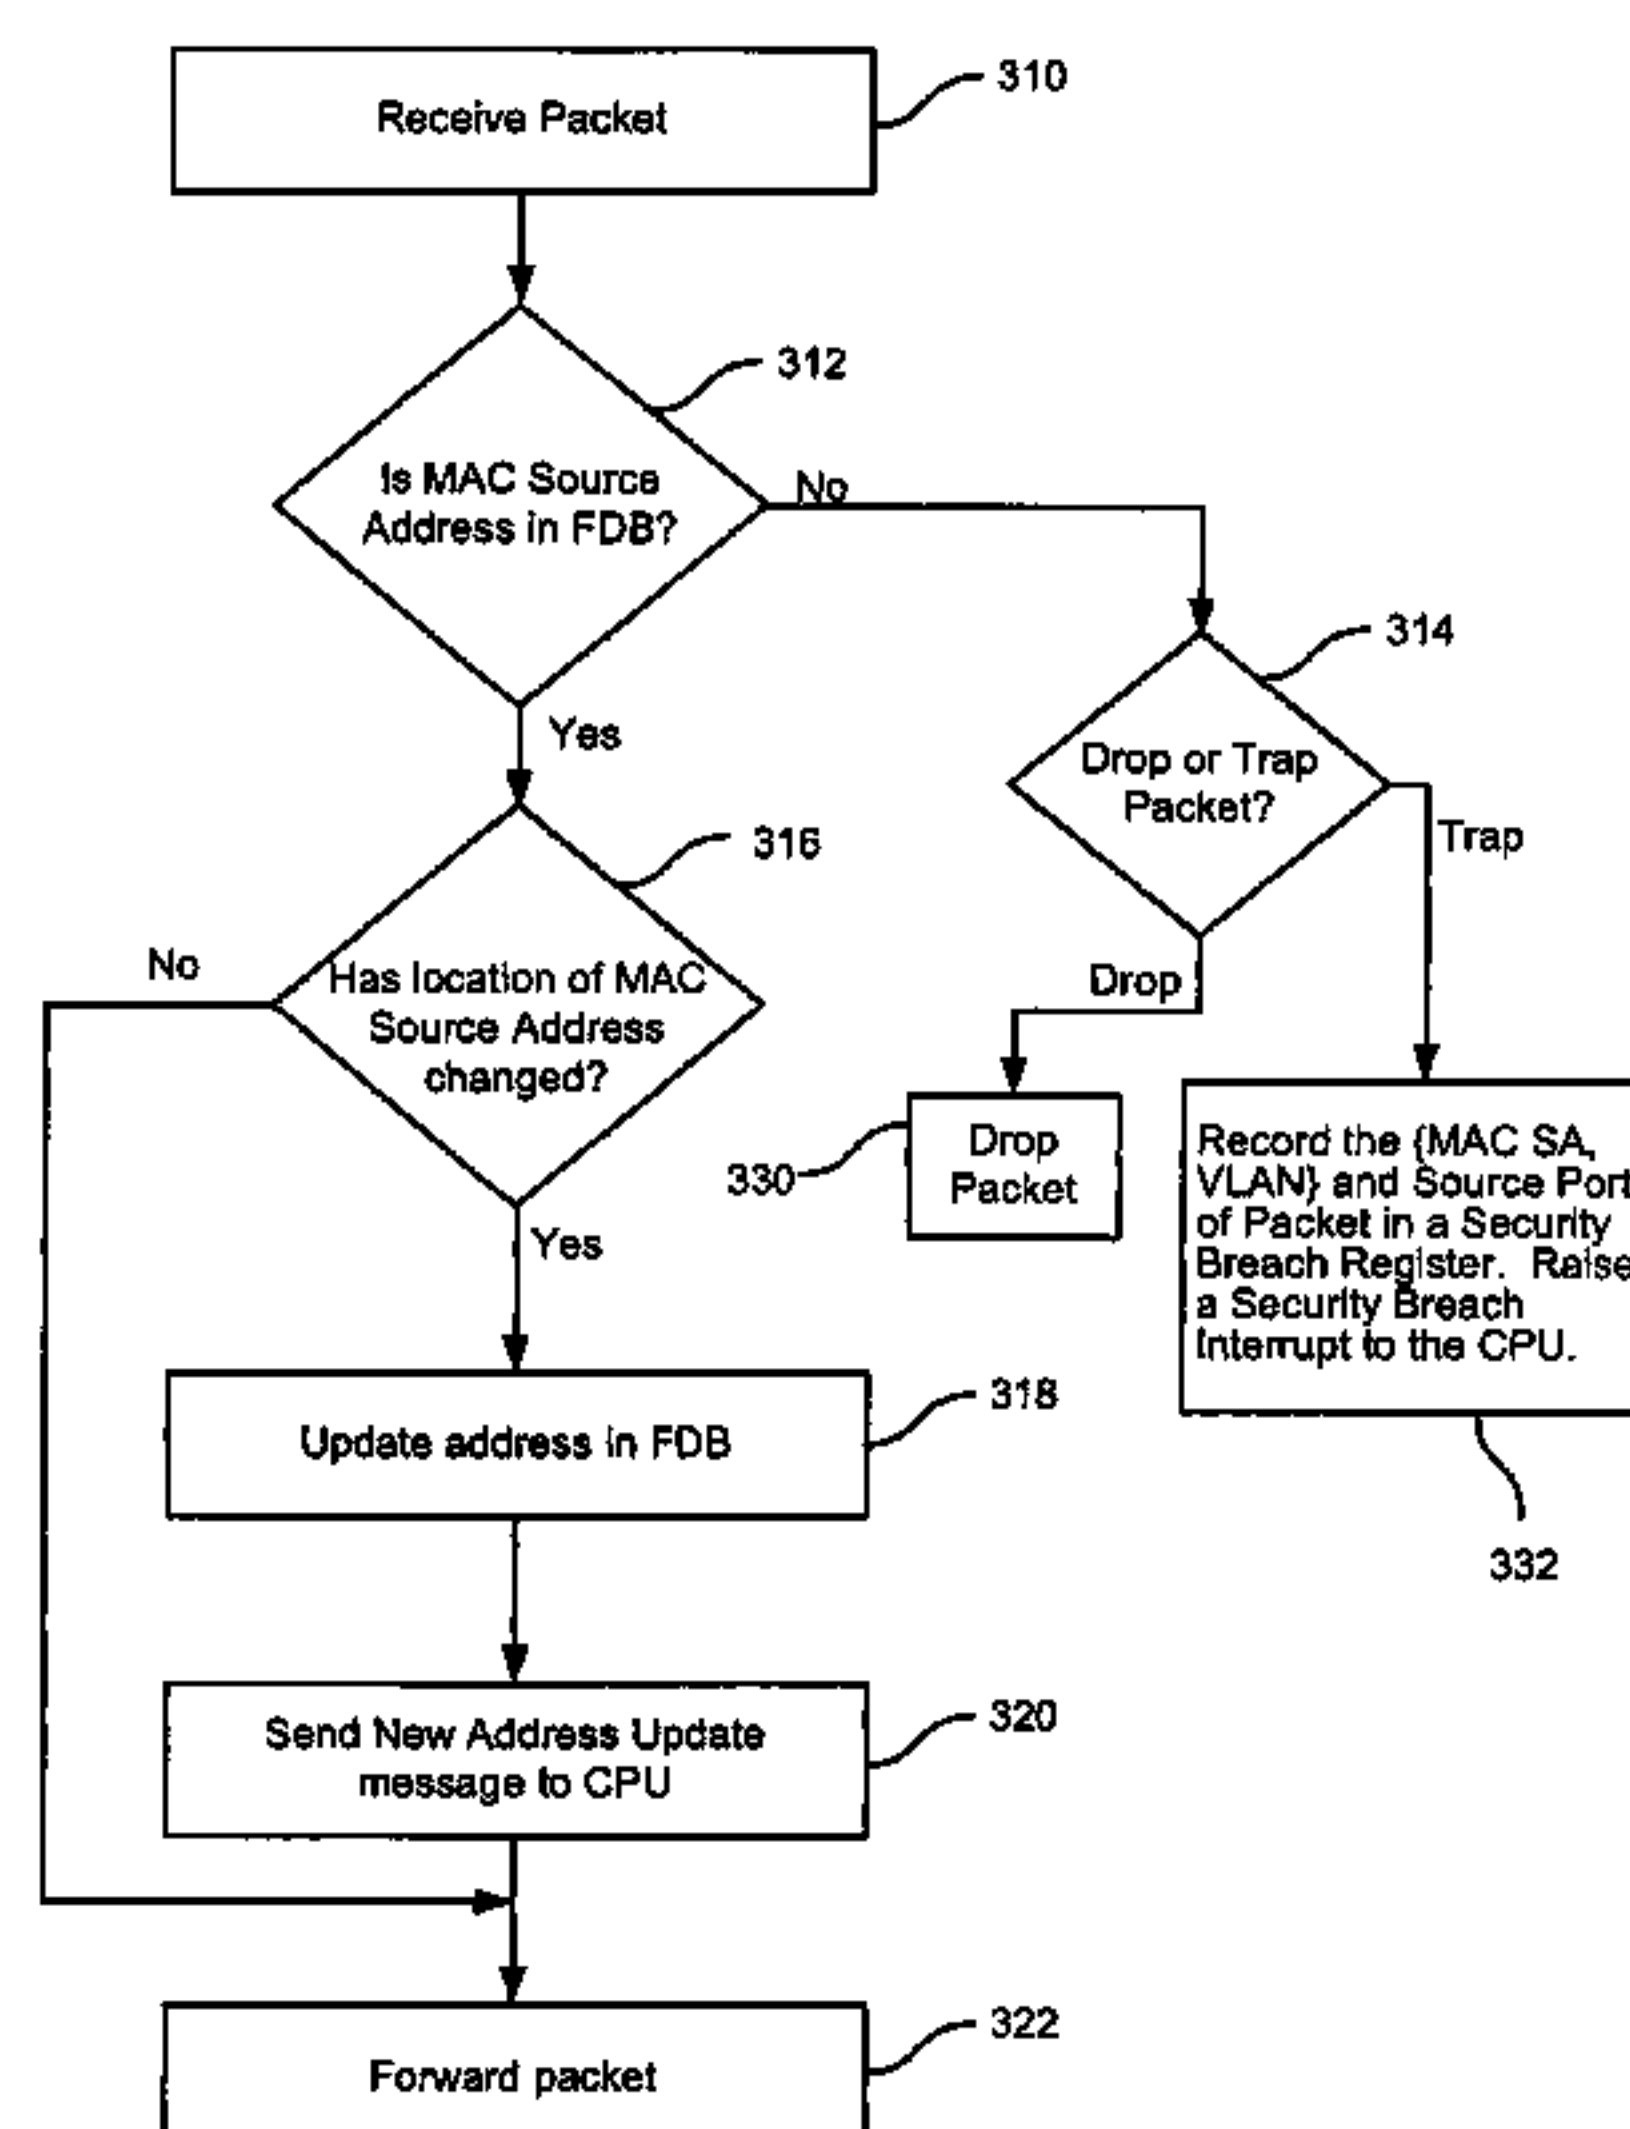 Receive Packet
310
312
Is MAC Source
Address in FDB?
No
314
Yes
Drop or Trap
Packet?
Trap
316
No
Has location of MAC
Source Address
changed?
Drop
330
Drop
Packet
Record the {MAC SA,
VLAN} and Source Port
of Packet in a Security
Breach Register. Raise
a Security Breach
Interrupt to the CPU.
Yes
318
Update address in FDB
332
320
Send New Address Update
message to CPU
322
Forward packet